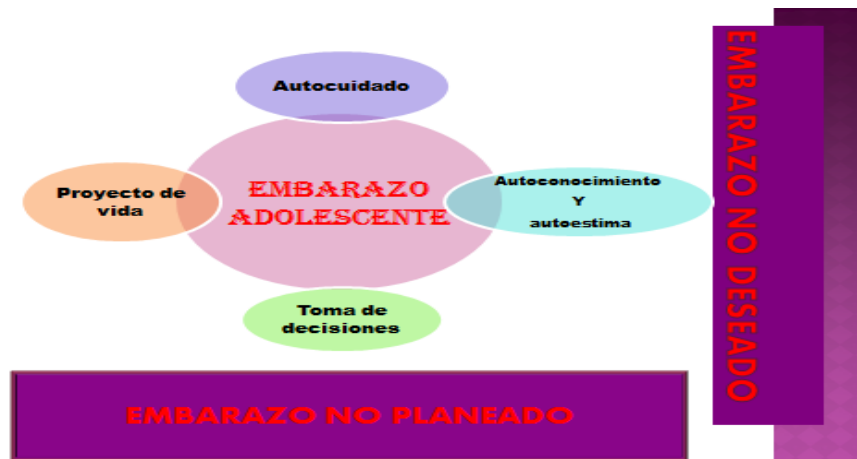 Autocuidado
Proyecto de
vida
EMBARAZO
ADOLESCENTE
Autoconocimiento
Y
autoestima
Toma de
decisiones
EMBARAZO NO PLANEADO
EMBARAZO NO DESEADO